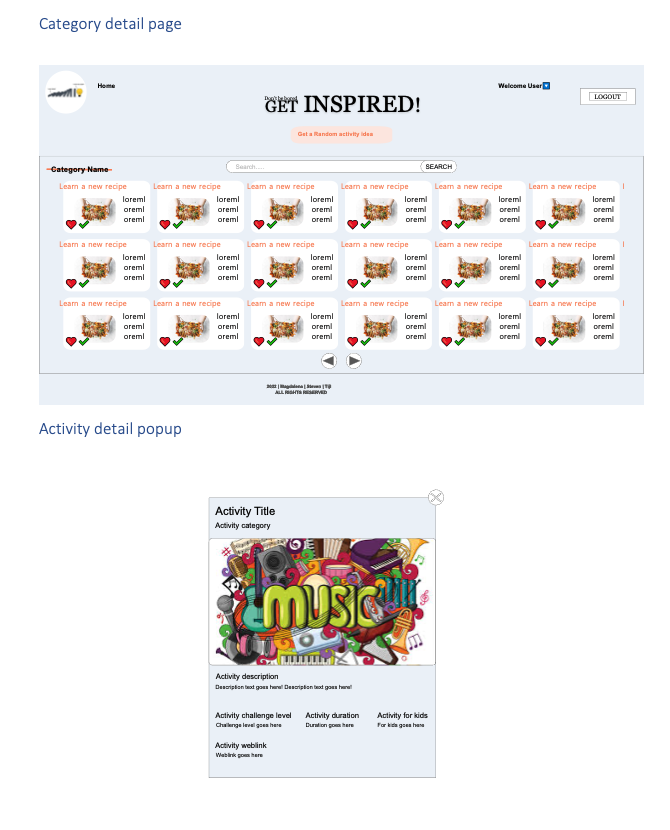 Category detail page
Home
Welcome User
Don't be bored
GET INSPIRED!
LOGOUT
Get a Random activity idea
Category Name
Search.....
SEARCH
Learn a new recipe Learn a new recipe Learn a new recipe Learn a new recipe Learn a new recipe Learn a new recipe l
loreml loreml loreml loreml loreml loreml
oreml oreml oreml oreml oreml oreml
oreml oreml oreml oreml oreml oreml
Learn a new recipe Learn a new recipe Learn a new recipe Learn a new recipe Learn a new recipe Learn a new recipe l
loreml loreml loreml loreml loreml loreml
oreml oreml oreml oreml oreml oreml
oreml oreml oreml oreml oreml oreml
Learn a new recipe Learn a new recipe Learn a new recipe Learn a new recipe Learn a new recipe Learn a new recipe l
loreml loreml loreml loreml loreml loreml
oreml oreml oreml oreml oreml oreml
oreml oreml oreml oreml oreml oreml
2022 | Magdalena | Steven | Tijl
ALL RIGHTS RESERVED
Activity detail popup
Activity Title
Activity category
MUSIC
Activity description
Description text goes here! Description text goes here!
Activity challenge level Activity duration Activity for kids
Challenge level goes here Duration goes here For kids goes here
Activity weblink
Weblink goes here